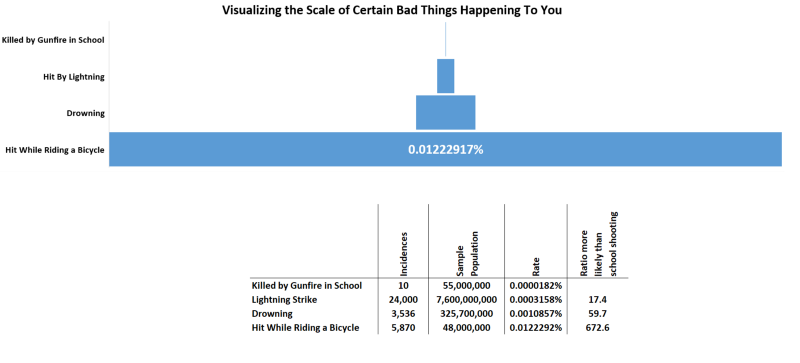 Visualizing the Scale of Certain Bad Things Happening To You
Killed by Gunfire in School
Hit By Lightning
Drowning
Hit While Riding a Bicycle
0.01222917%
Incidences
Sample
Population
Rate
Ratio more
likely than
school shooting
Killed by Gunfire in School 10 55,000,000 0.0000182%
Lightning Strike 24,000 7,600,000,000 0.0003158% 17.4
Drowning 3,536 325,700,000 0.0010857% 59.7
Hit While Riding a Bicycle 5,870 48,000,000 0.0122292% 672.6